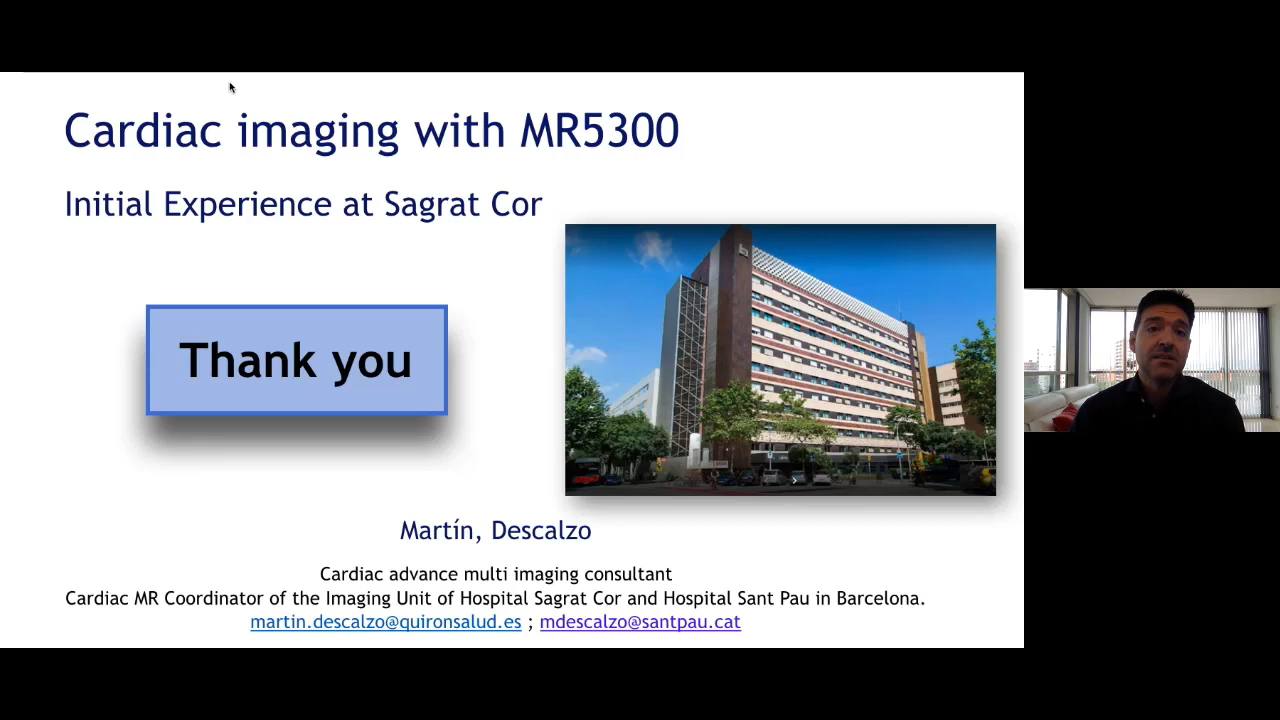 Cardiac imaging with MR5300
Initial Experience at Sagrat Cor
Thank you
Martín, Descalzo
Cardiac advance multi imaging consultant
Cardiac MR Coordinator of the Imaging Unit of Hospital Sagrat Cor and Hospital Sant Pau in Barcelona.
martin.descalzo@quironsalud.es ; mdescalzo@santpau.cat